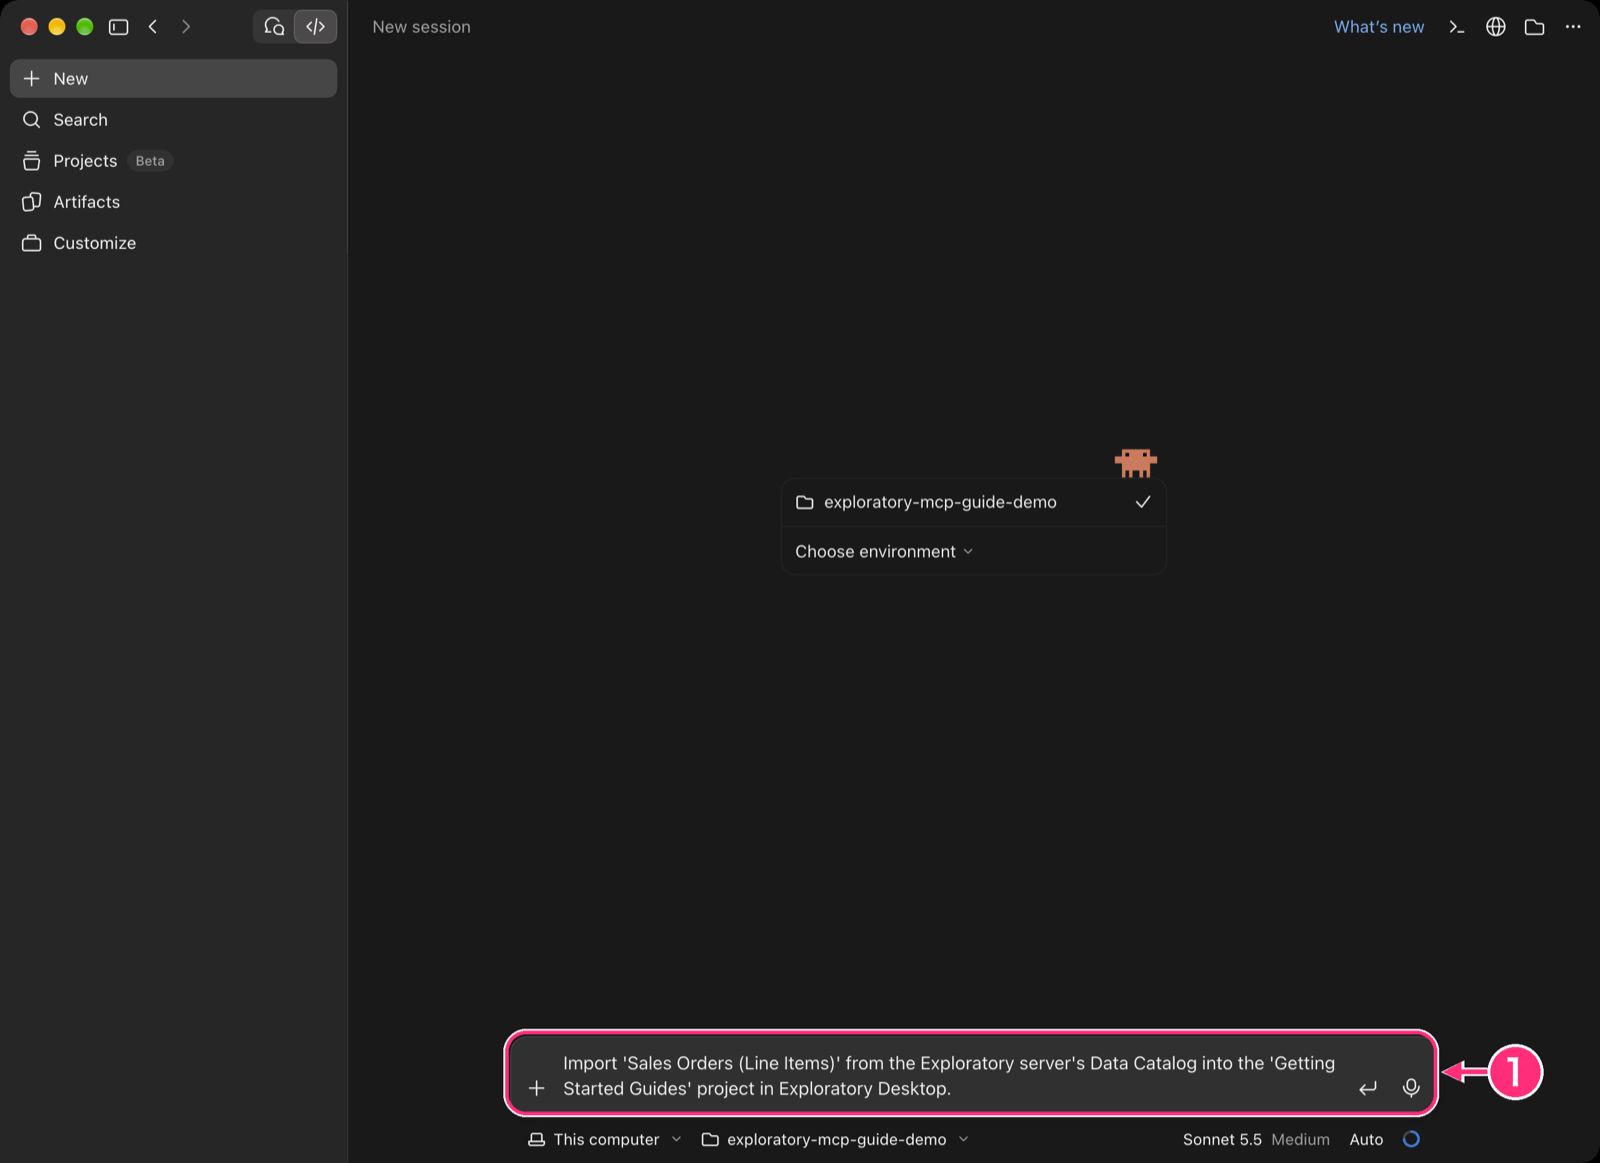 New session
What's new
New
Search
Projects Beta
Artifacts
Customize
exploratory-mcp-guide-demo
Choose environment
Import 'Sales Orders (Line Items)' from the Exploratory server's Data Catalog into the 'Getting
Started Guides' project in Exploratory Desktop.
1
This computer
exploratory-mcp-guide-demo
Sonnet 5.5 Medium Auto